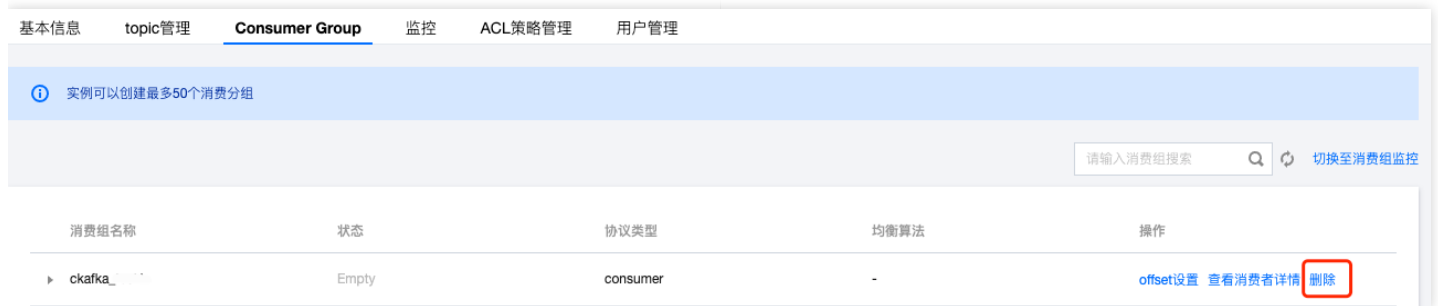 基本信息 topic管理 Consumer Group 监控 ACL策略管理 用户管理
实例可以创建最多50个消费分组
请输入消费组搜索 切换至消费组监控
消费组名称 状态 协议类型 均衡算法 操作
ckafka_ Empty consumer - offset设置 查看消费者详情 删除